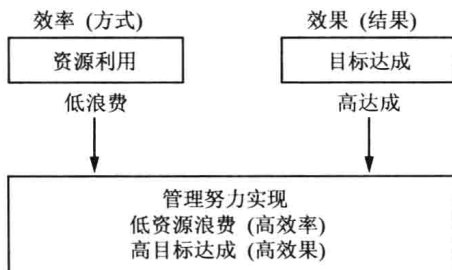 效率 (方式)
效果 (结果)
资源利用
目标达成
低浪费
高达成
管理努力实现
低资源浪费 (高效率)
高目标达成 (高效果)